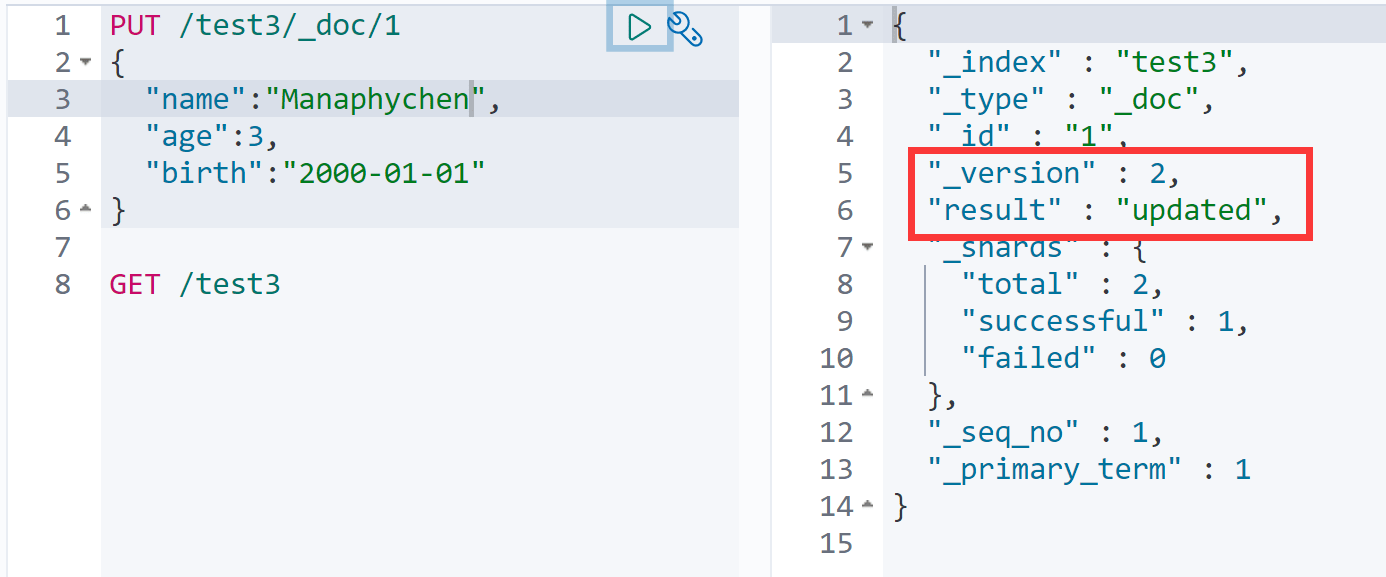 1 PUT /test3/_doc/1
2 {
3 "name":"Manaphychen",
4 "age":3,
5 "birth":"2000-01-01"
6 }
7
8 GET /test3
1 {
2 "_index" : "test3",
3 "_type" : "_doc",
4 "_id" : "1",
5 "_version" : 2,
6 "result" : "updated",
7 "_shards" : {
8 "total" : 2,
9 "successful" : 1,
10 "failed" : 0
11 },
12 "_seq_no" : 1,
13 "_primary_term" : 1
14 }
15